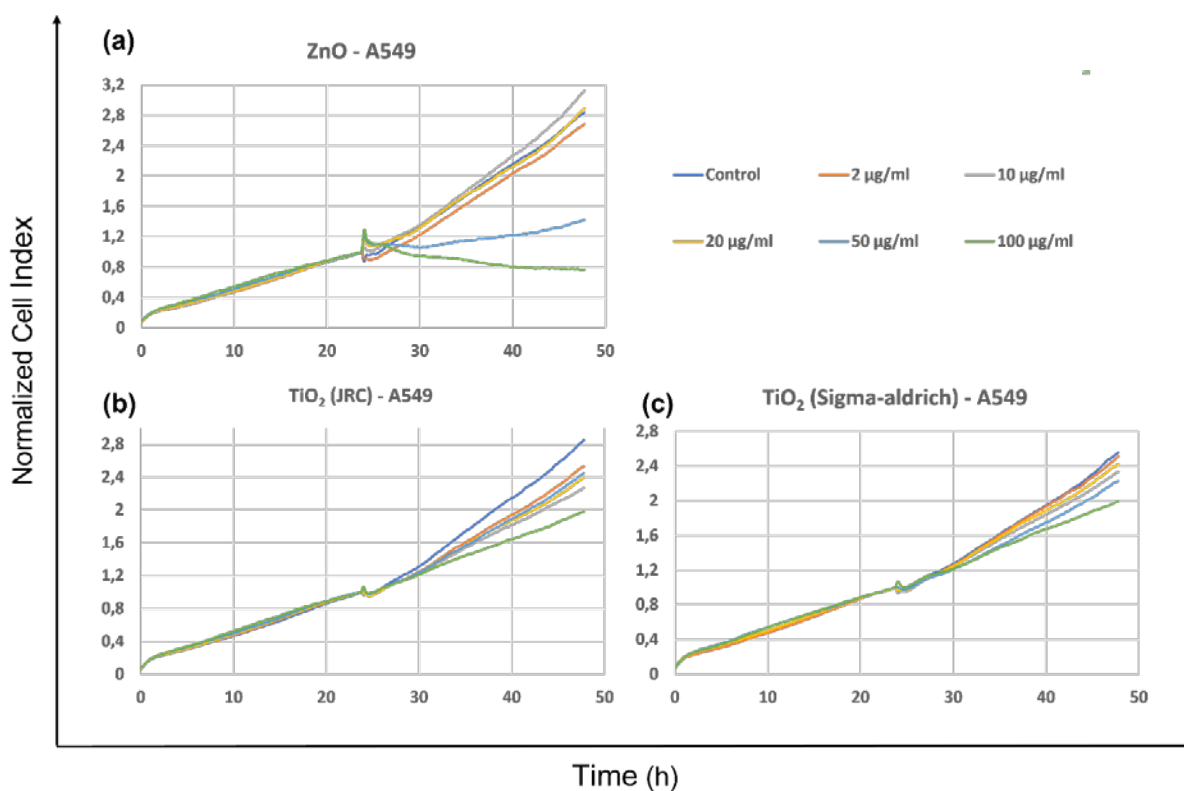 (a)
ZnO - A549
3,2
2,8
2,4
2
1,6
1,2
0,8
0,4
0
0 10 20 30 40 50
Control 2 µg/ml 10 µg/ml
20 µg/ml 50 µg/ml 100 µg/ml
Normalized Cell Index
(b)
TiO₂ (JRC) - A549
2,8
2,4
2
1,6
1,2
0,8
0,4
0
0 10 20 30 40 50
(c)
TiO₂ (Sigma-aldrich) - A549
2,8
2,4
2
1,6
1,2
0,8
0,4
0
0 10 20 30 40 50
Time (h)